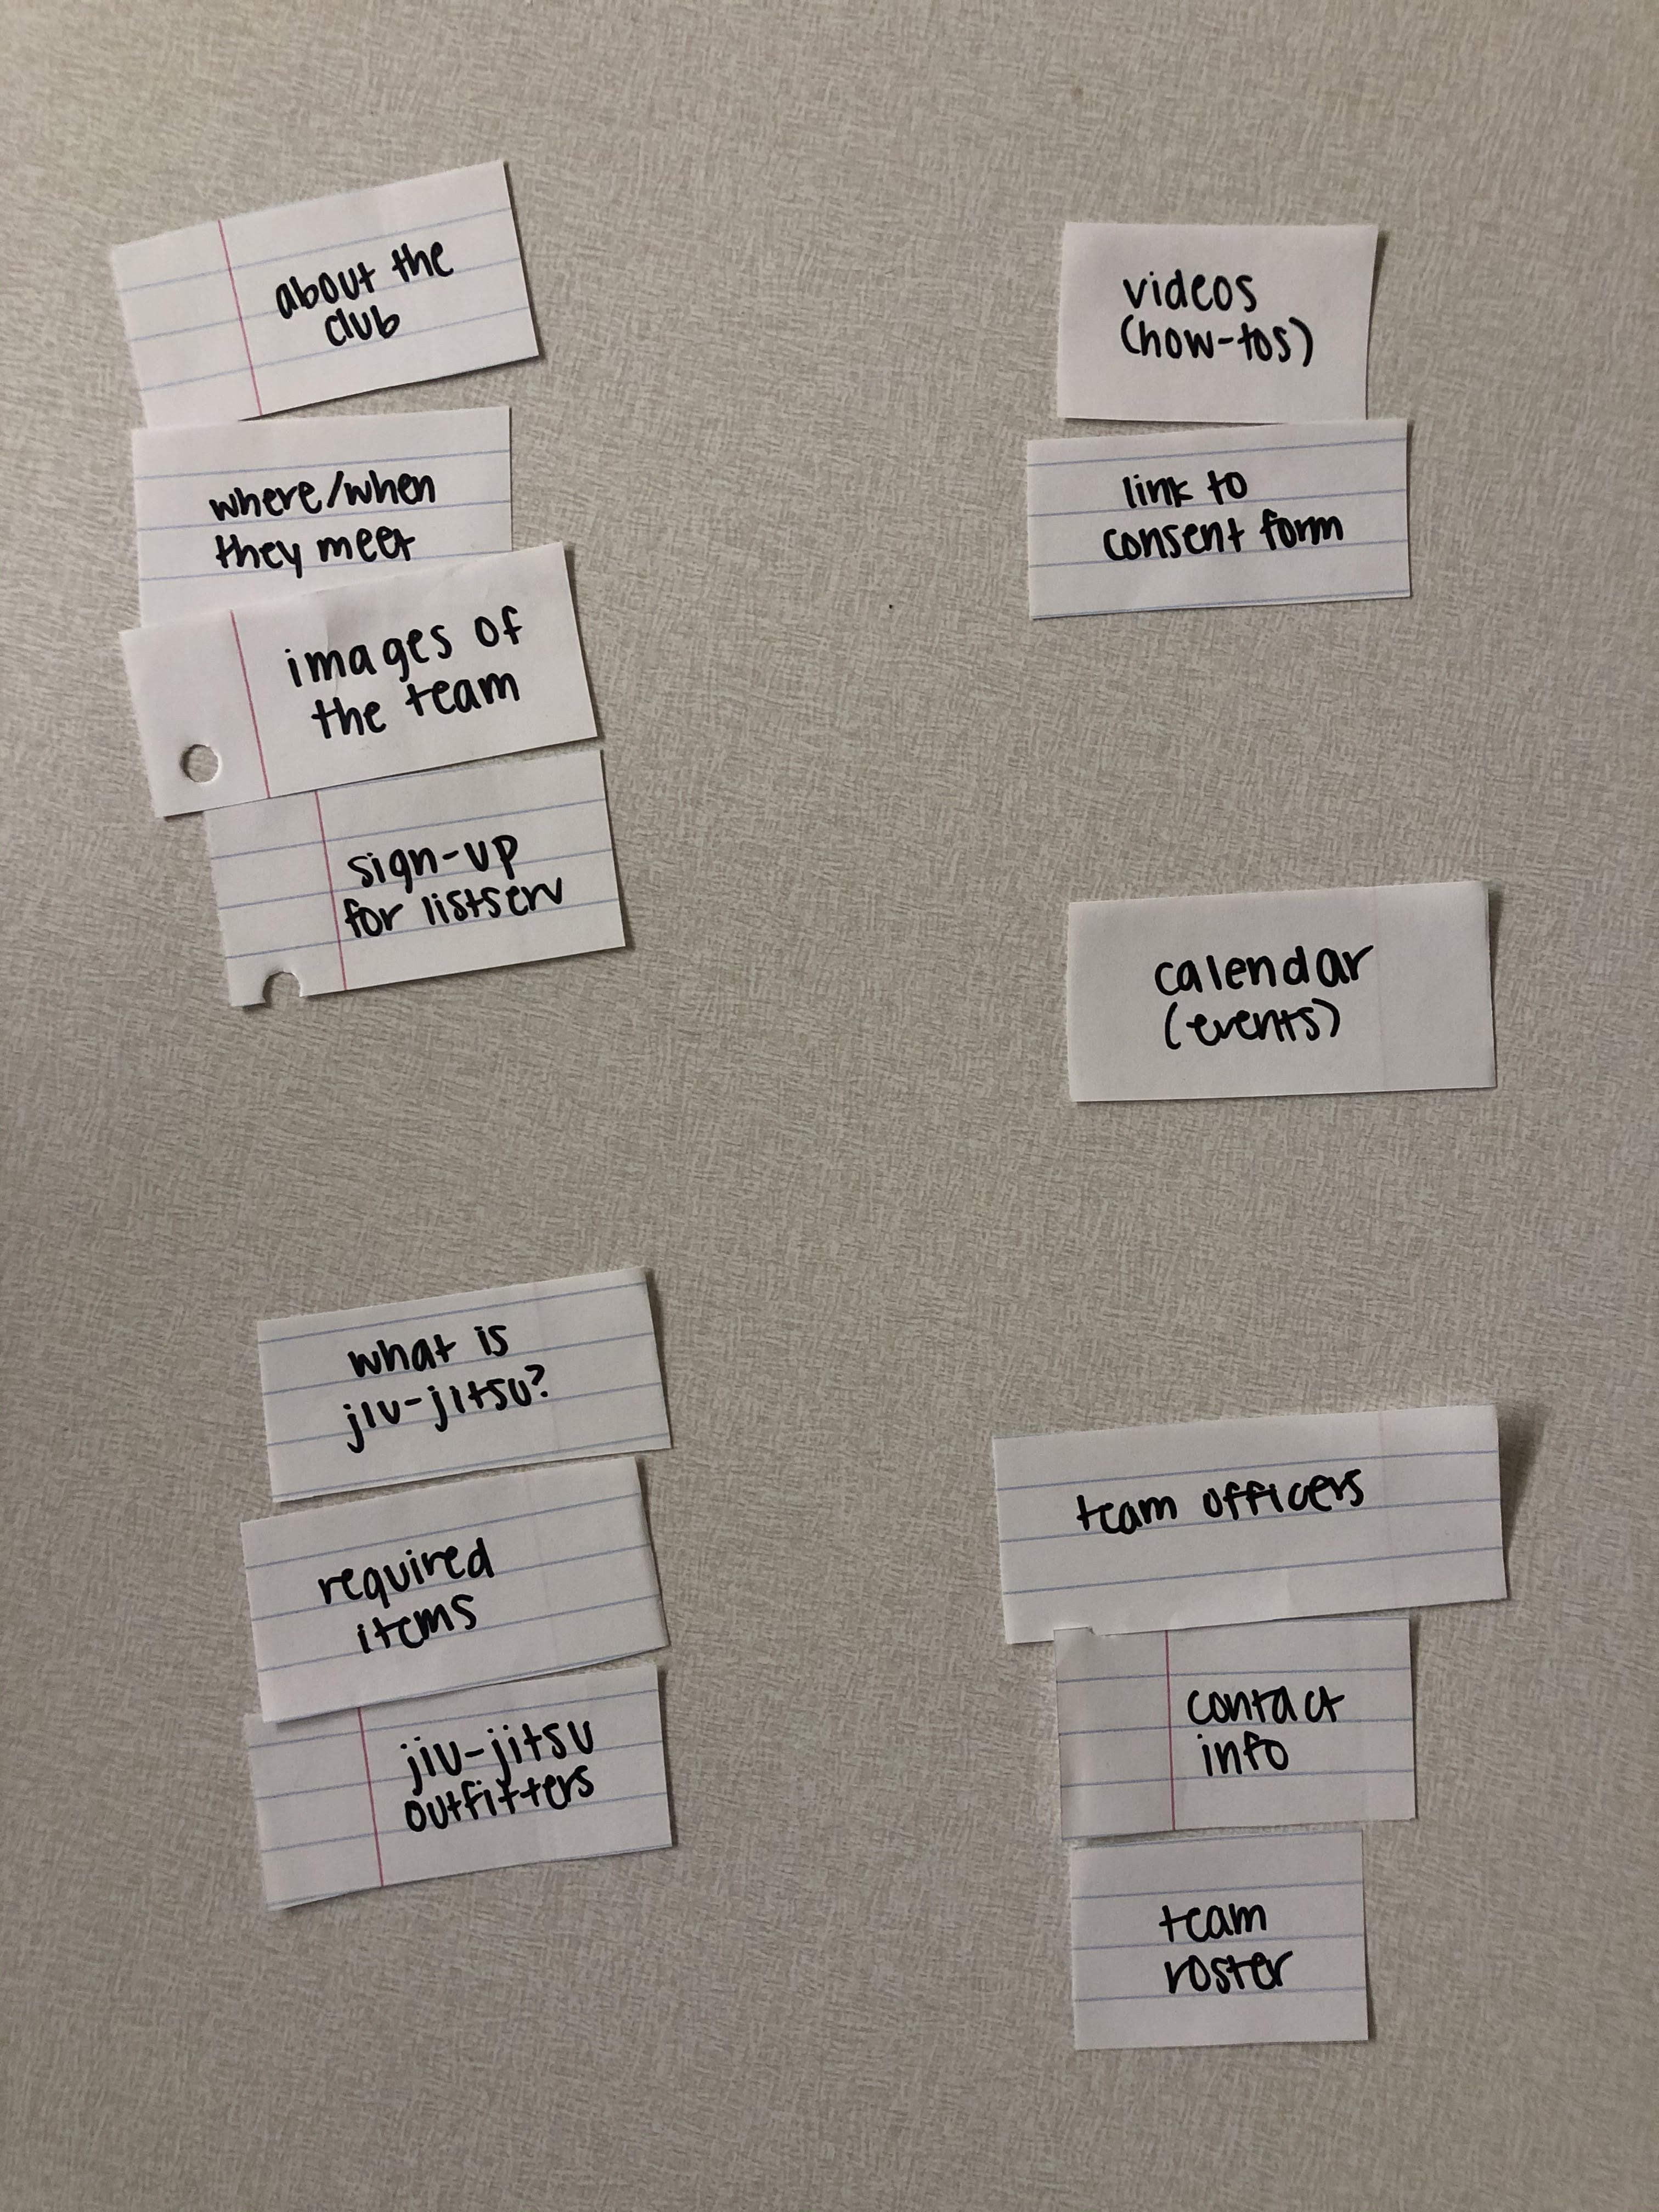 about the
club
where/when
they meet
images of
the team
sign-up
for listserv
what is
jiu-jitsu?
required
items
jiu-jitsu
outfitters
videos
(how-tos)
link to
consent form
calendar
(events)
team officers
contact
info
team
roster